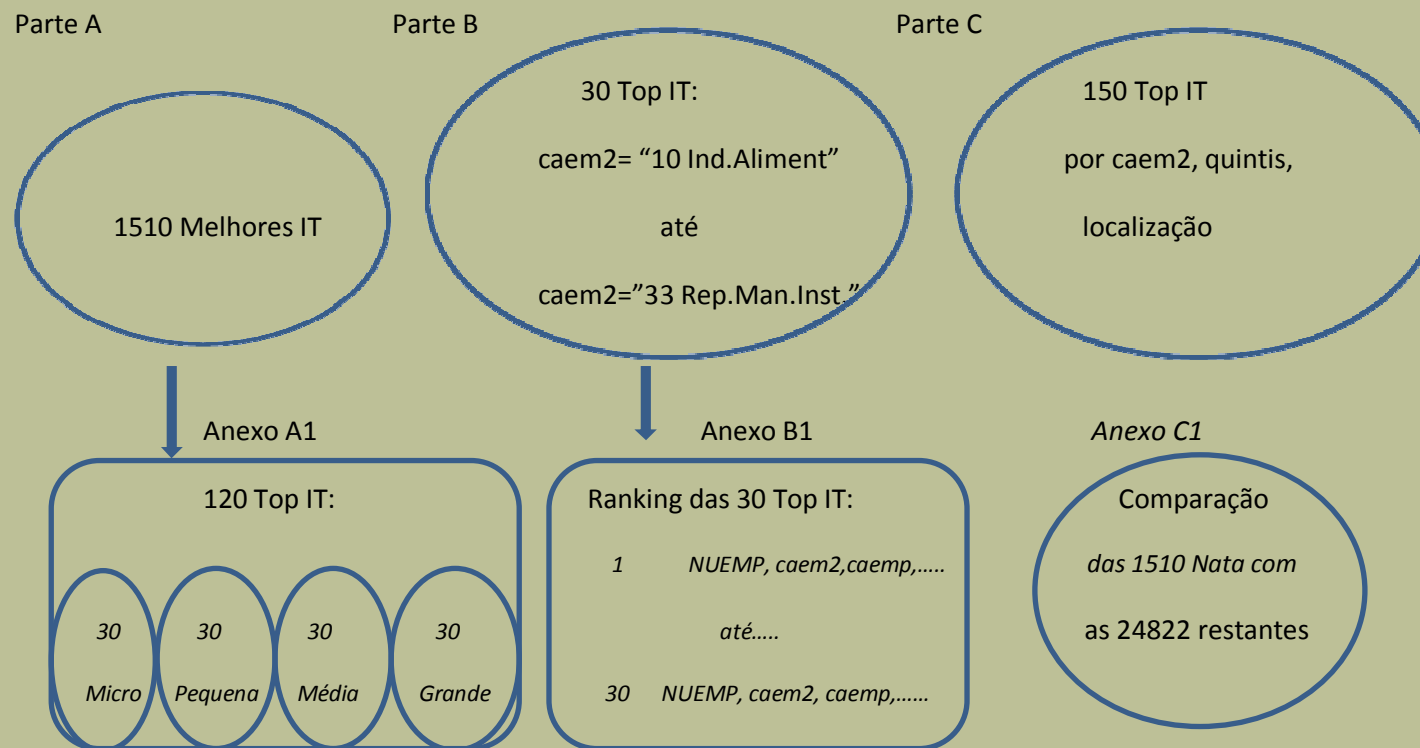 Parte A
Parte B
Parte C
1510 Melhores IT
30 Top IT:
caem2= “10 Ind.Aliment”
até
caem2=”33 Rep.Man.Inst.”
150 Top IT
por caem2, quintis,
localização
Anexo A1
120 Top IT:
30
Micro
30
Pequena
30
Média
30
Grande
Anexo B1
Ranking das 30 Top IT:
1 NUEMP, caem2,caemp,…..
até…..
30 NUEMP, caem2, caemp,……
Anexo C1
Comparação
das 1510 Nata com
as 24822 restantes